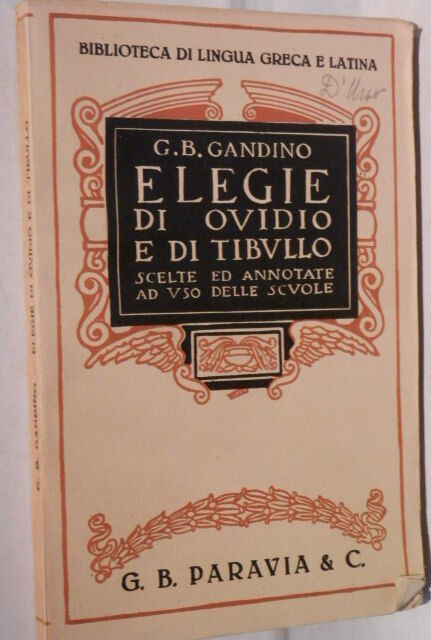 BIBLIOTECA DI LINGUA GRECA E LATINA
G.B. GANDINO
ELEGIE
DI OVIDIO
E DI TIBVLLO
SCELTE ED ANNOTATE
AD VSO DELLE SCVOLE
G. B. PARAVIA & C.
G. B. GANDINO - ELEGIE DI OVIDIO E DI TIBULLO